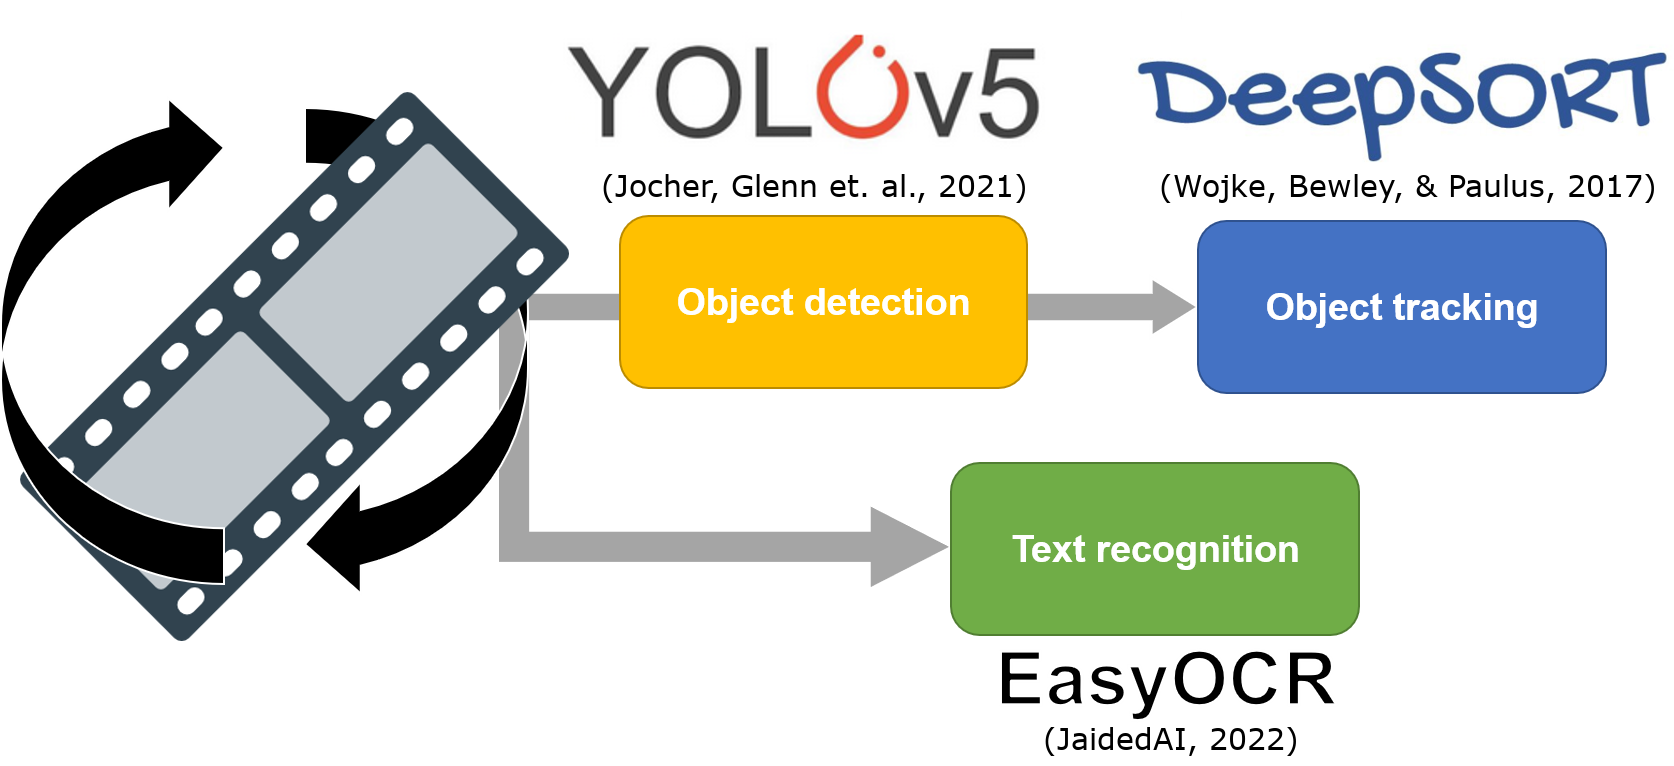 YOLOv5
(Jocher, Glenn et. al., 2021)
Object detection
DeepSORT
(Wojke, Bewley, & Paulus, 2017)
Object tracking
Text recognition
EasyOCR
(JaidedAI, 2022)